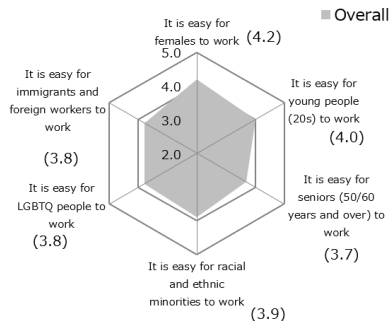 Overall
It is easy for
females to work (4.2)
5.0
4.0
3.0
2.0
It is easy for
young people
(20s) to work
(4.0)
It is easy for
seniors (50/60
years and over) to
work
(3.7)
It is easy for racial
and ethnic
minorities to work
(3.9)
It is easy for
LGBTQ people to
work
(3.8)
It is easy for
immigrants and
foreign workers to
work
(3.8)